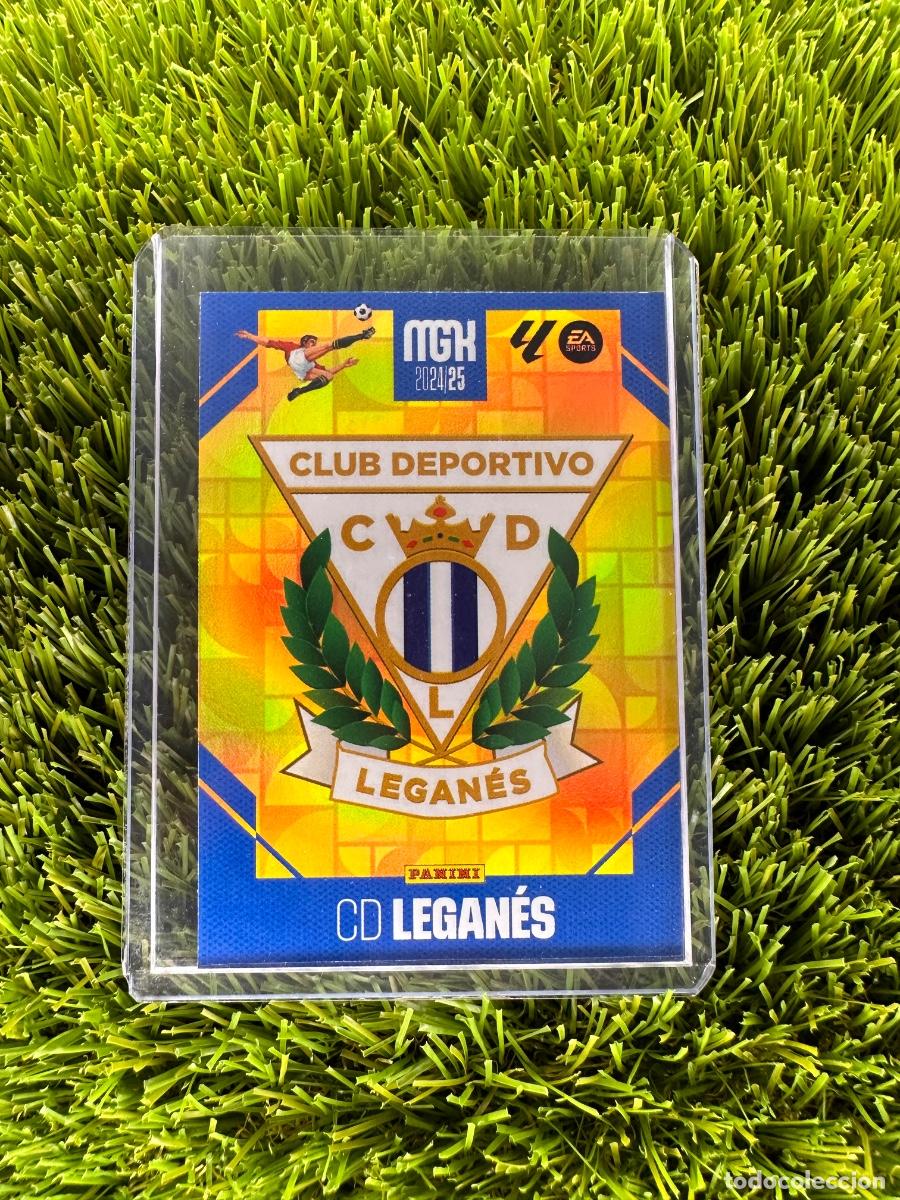 MGK
2024/25
EA
SPORTS
CLUB DEPORTIVO
C D
L
LEGANÉS
PANINI
CD LEGANÉS
todocoleccion